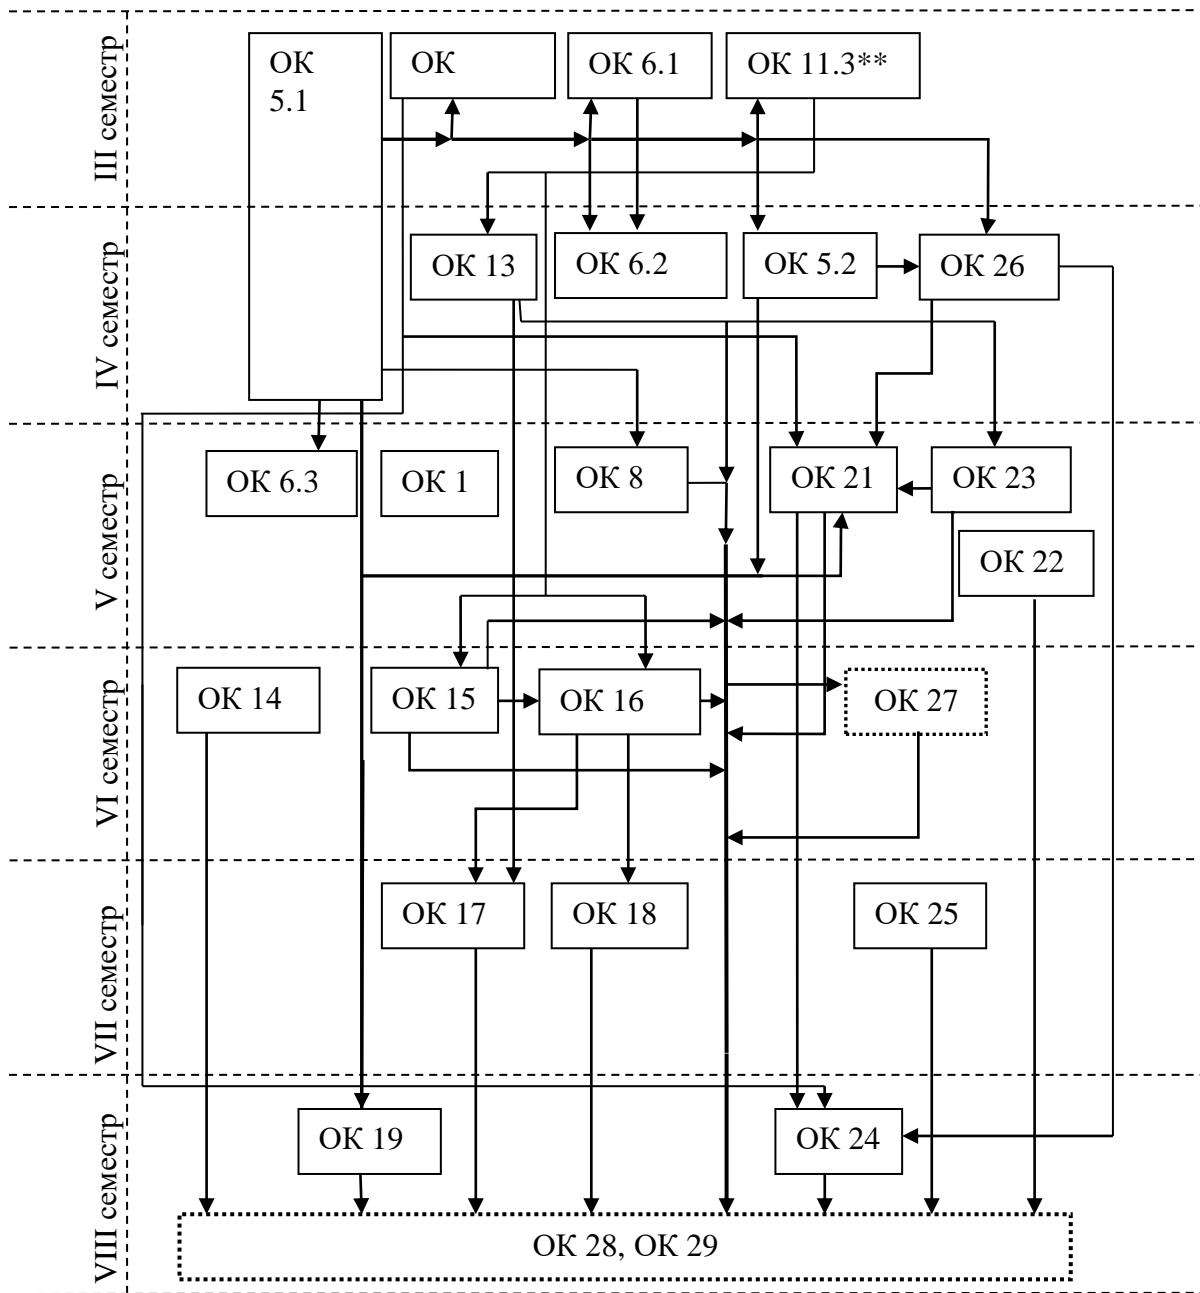 III семестр
ОК
5.1
ОК
ОК 6.1
ОК 11.3**
IV семестр
ОК 13
ОК 6.2
ОК 5.2
ОК 26
V семестр
ОК 6.3
ОК 1
ОК 8
ОК 21
ОК 23
ОК 22
VI семестр
ОК 14
ОК 15
ОК 16
ОК 27
VII семестр
ОК 17
ОК 18
ОК 25
VIII семестр
ОК 19
ОК 24
ОК 28, ОК 29